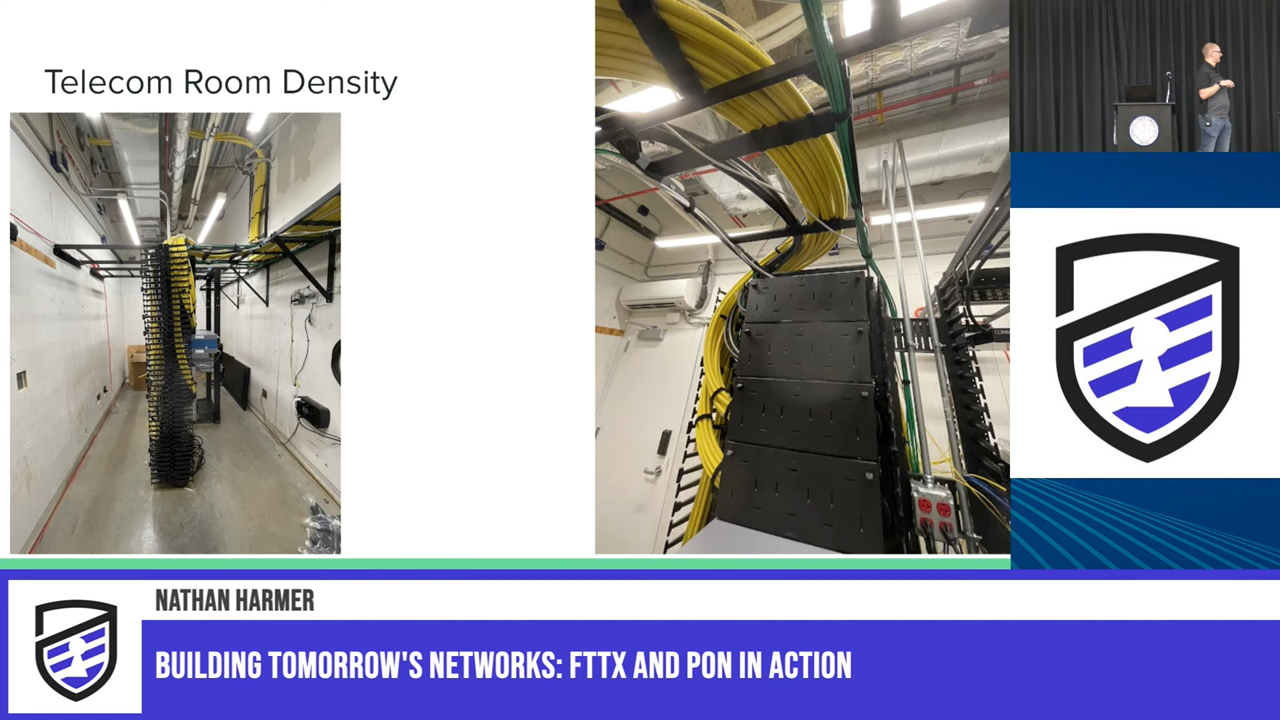 Telecom Room Density
NATHAN HARMER
BUILDING TOMORROW'S NETWORKS: FTTX AND PON IN ACTION